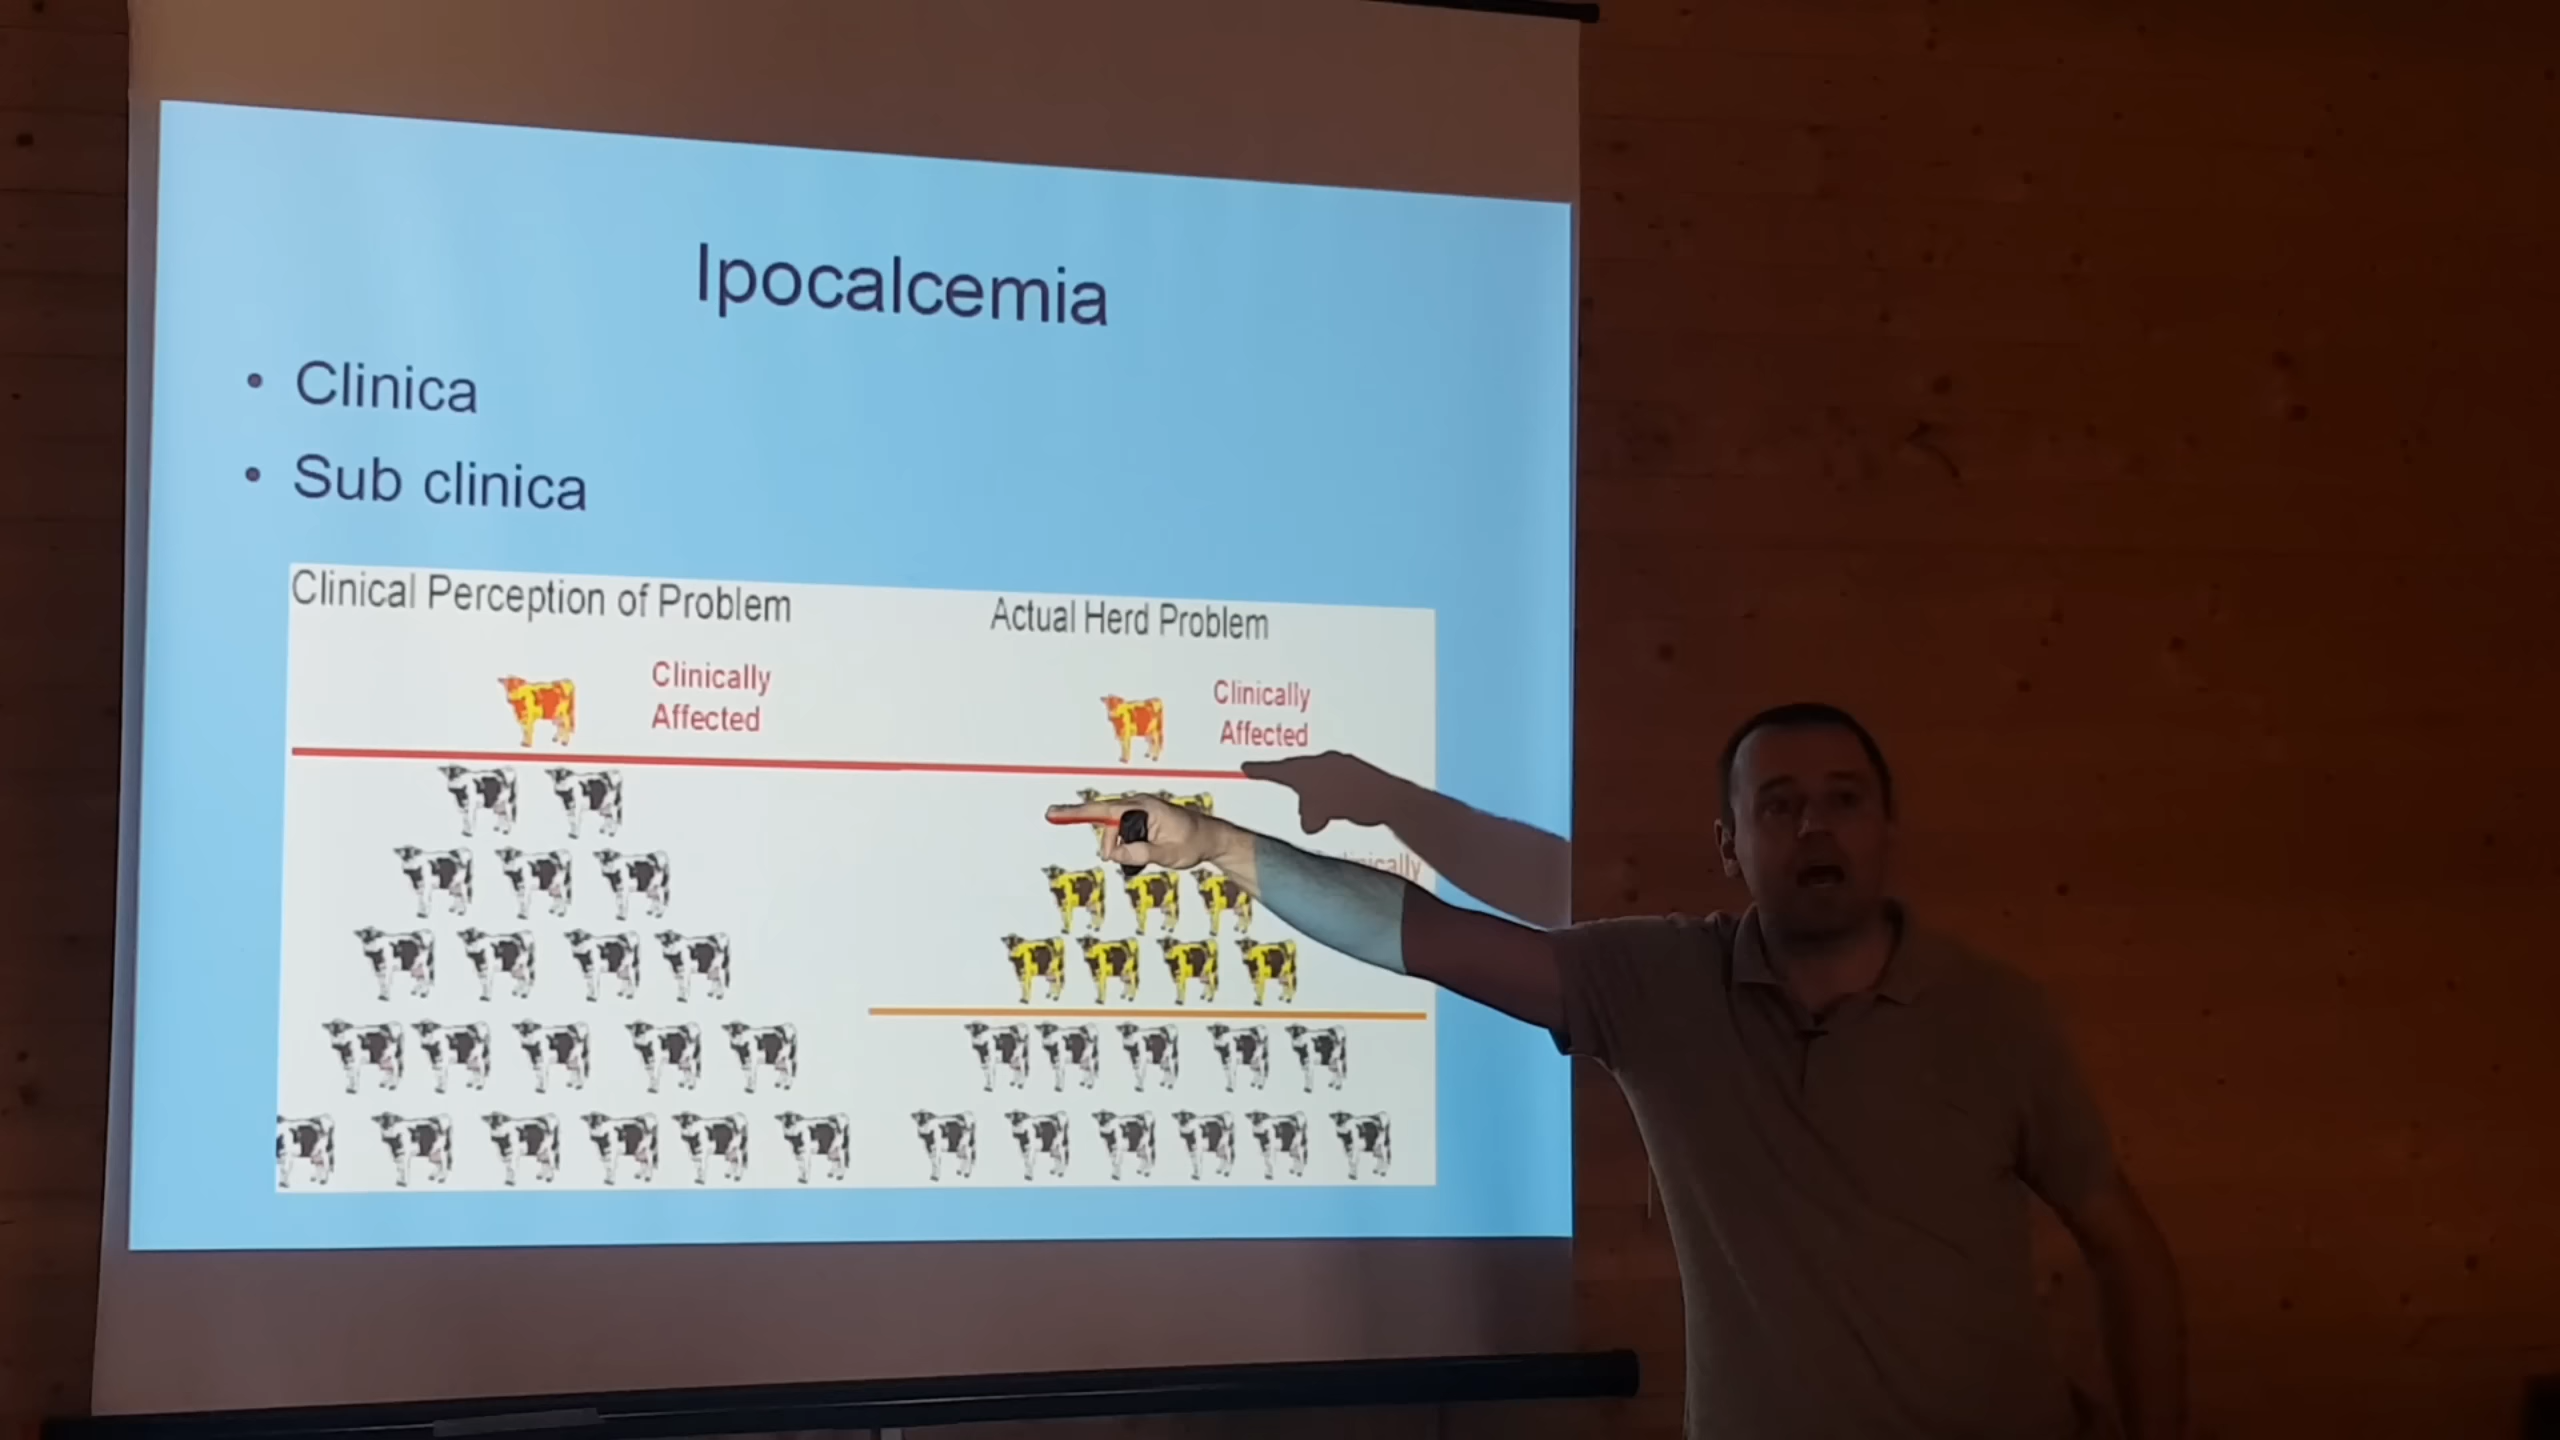 Ipocalcemia
• Clinica
• Sub clinica
Clinical Perception of Problem
Actual Herd Problem
Clinically
Affected
Clinically
Affected